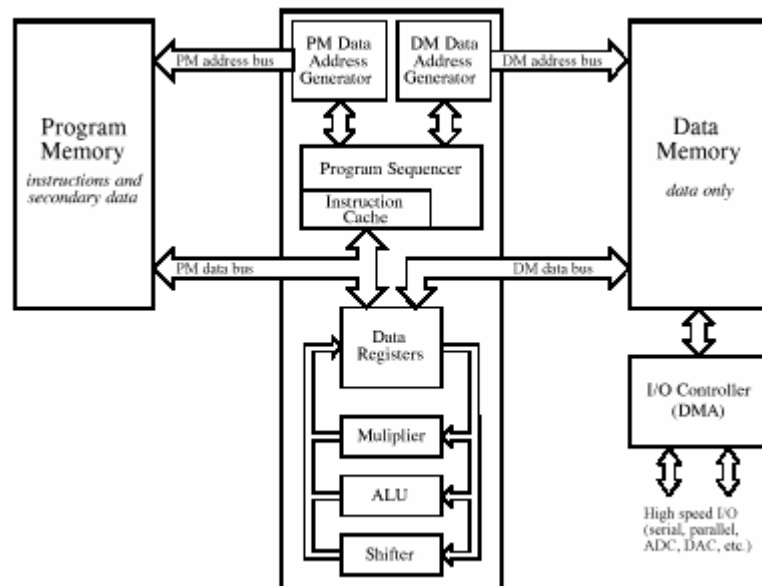 PM Data
Address
Generator
DM Data
Address
Generator
PM address bus
DM address bus
Program
Memory
instructions and
secondary data
Data
Memory
data only
Program Sequencer
Instruction
Cache
PM data bus
DM data bus
Data
Registers
Muliplier
ALU
Shifter
I/O Controller
(DMA)
High speed I/O
(serial, parallel,
ADC, DAC, etc.)